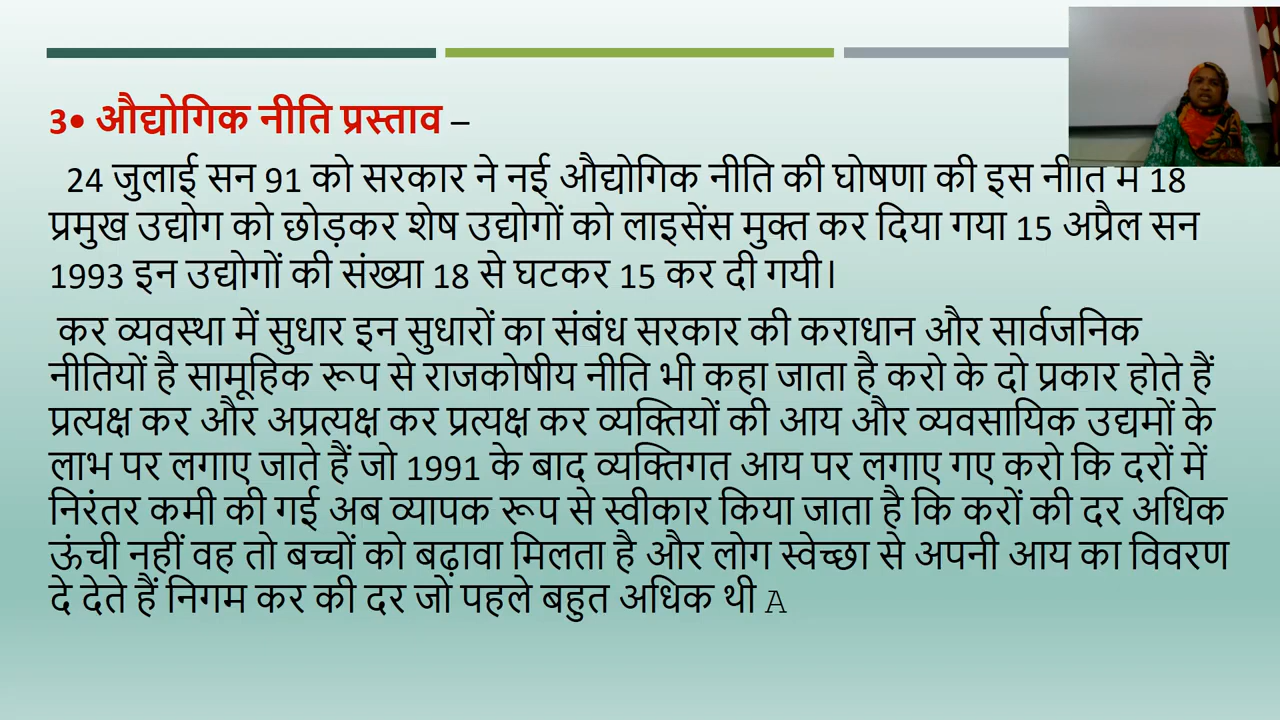 3• औद्योगिक नीति प्रस्ताव –
24 जुलाई सन 91 को सरकार ने नई औद्योगिक नीति की घोषणा की इस नीति में 18
प्रमुख उद्योग को छोड़कर शेष उद्योगों को लाइसेंस मुक्त कर दिया गया 15 अप्रैल सन
1993 इन उद्योगों की संख्या 18 से घटकर 15 कर दी गयी।
कर व्यवस्था में सुधार इन सुधारों का संबंध सरकार की कराधान और सार्वजनिक
नीतियों है सामूहिक रूप से राजकोषीय नीति भी कहा जाता है करो के दो प्रकार होते हैं
प्रत्यक्ष कर और अप्रत्यक्ष कर प्रत्यक्ष कर व्यक्तियों की आय और व्यवसायिक उद्यमों के
लाभ पर लगाए जाते हैं जो 1991 के बाद व्यक्तिगत आय पर लगाए गए करो कि दरों में
निरंतर कमी की गई अब व्यापक रूप से स्वीकार किया जाता है कि करों की दर अधिक
ऊंची नहीं वह तो बच्चों को बढ़ावा मिलता है और लोग स्वेच्छा से अपनी आय का विवरण
दे देते हैं निगम कर की दर जो पहले बहुत अधिक थी A